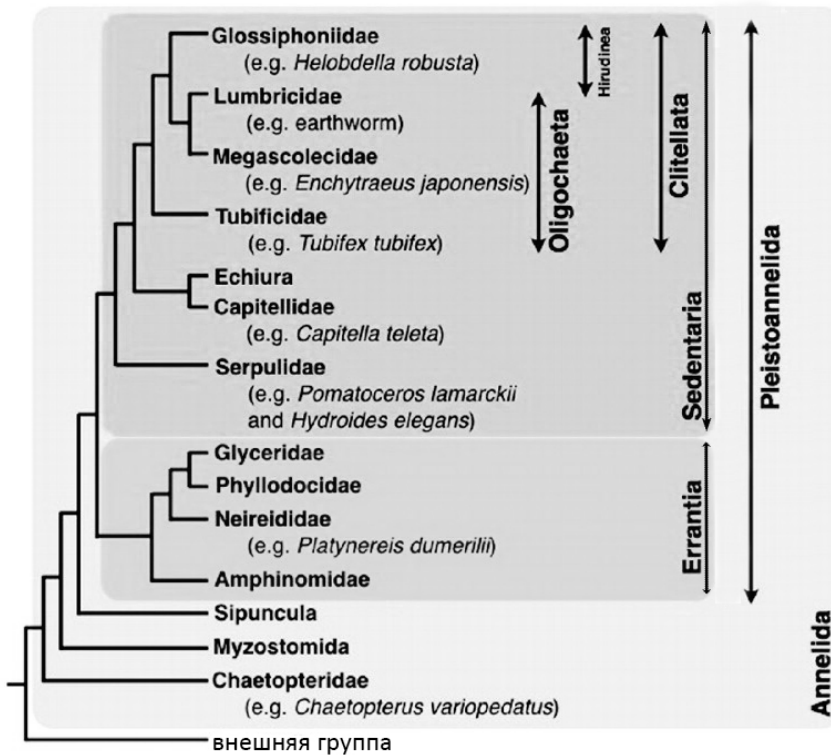 Glossiphoniidae
(e.g. Helobdella robusta)
Lumbricidae
(e.g. earthworm)
Megascolecidae
(e.g. Enchytraeus japonensis)
Tubificidae
(e.g. Tubifex tubifex)
Echiura
Capitellidae
(e.g. Capitella teleta)
Serpulidae
(e.g. Pomatoceros lamarckii
and Hydroides elegans)
Glyceridae
Phyllodocidae
Neireididae
(e.g. Platynereis dumerilii)
Amphinomidae
Sipuncula
Myzostomida
Chaetopteridae
(e.g. Chaetopterus variopedatus)
внешняя группа
Hirudinea
Oligochaeta
Clitellata
Sedentaria
Errantia
Pleistoannelida
Annelida